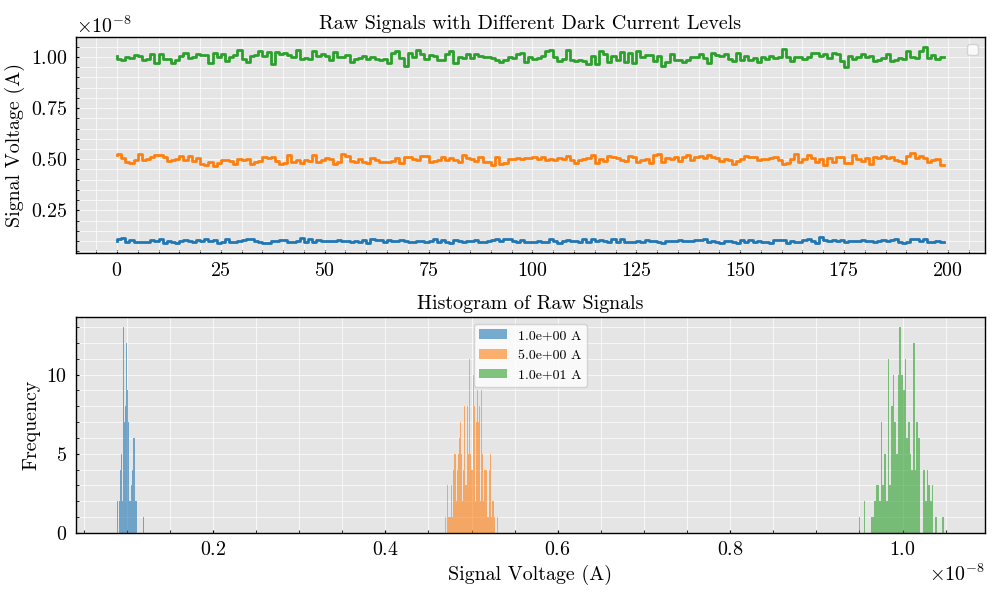 Raw Signals with Different Dark Current Levels
×10⁻⁸
Signal Voltage (A)
1.00
0.75
0.50
0.25
0 25 50 75 100 125 150 175 200
Histogram of Raw Signals
Frequency
10
5
0
1.0e+00 A
5.0e+00 A
1.0e+01 A
0.2 0.4 0.6 0.8 1.0
Signal Voltage (A)
×10⁻⁸